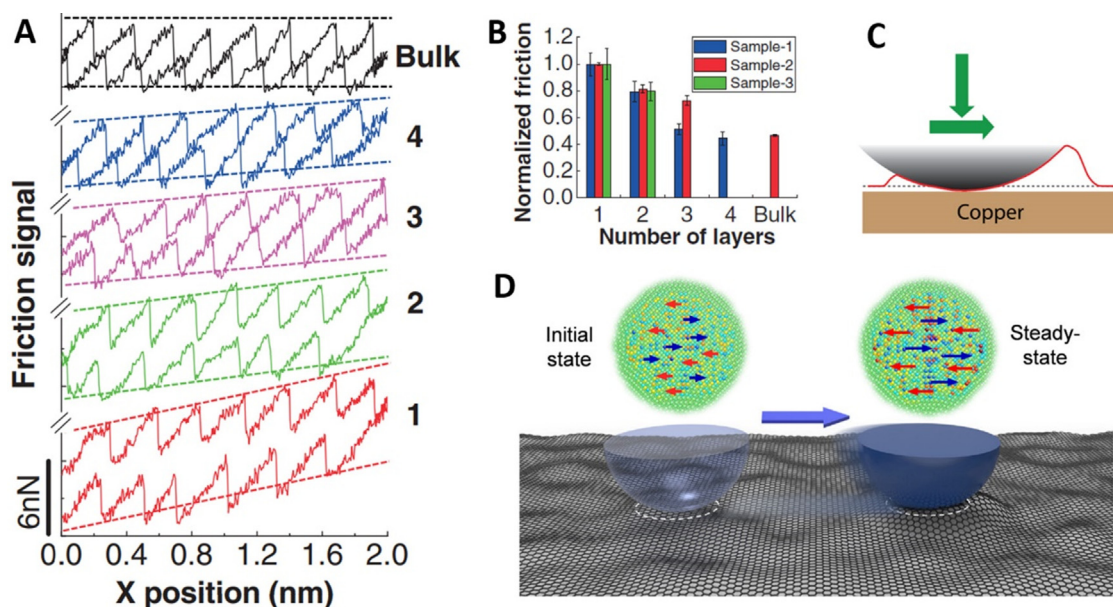 A
Bulk
4
3
2
1
Friction signal
6nN
0.0 0.4 0.8 1.2 1.6 2.0
X position (nm)
B
Normalized friction
1.2
1.0
0.8
0.6
0.4
0.2
0.0
Sample-1
Sample-2
Sample-3
1 2 3 4 Bulk
Number of layers
C
Copper
D
Initial
state
Steady-
state